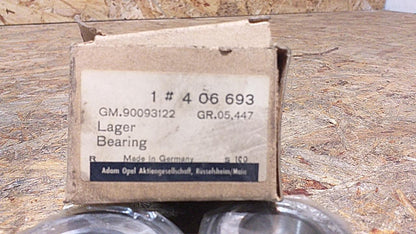 1 # 4 06 693
GM.90093122 GR.05,447
Lager
Bearing
R Made in Germany S 100
Adam Opel Aktiengesellschaft, Rüsselsheim/Main